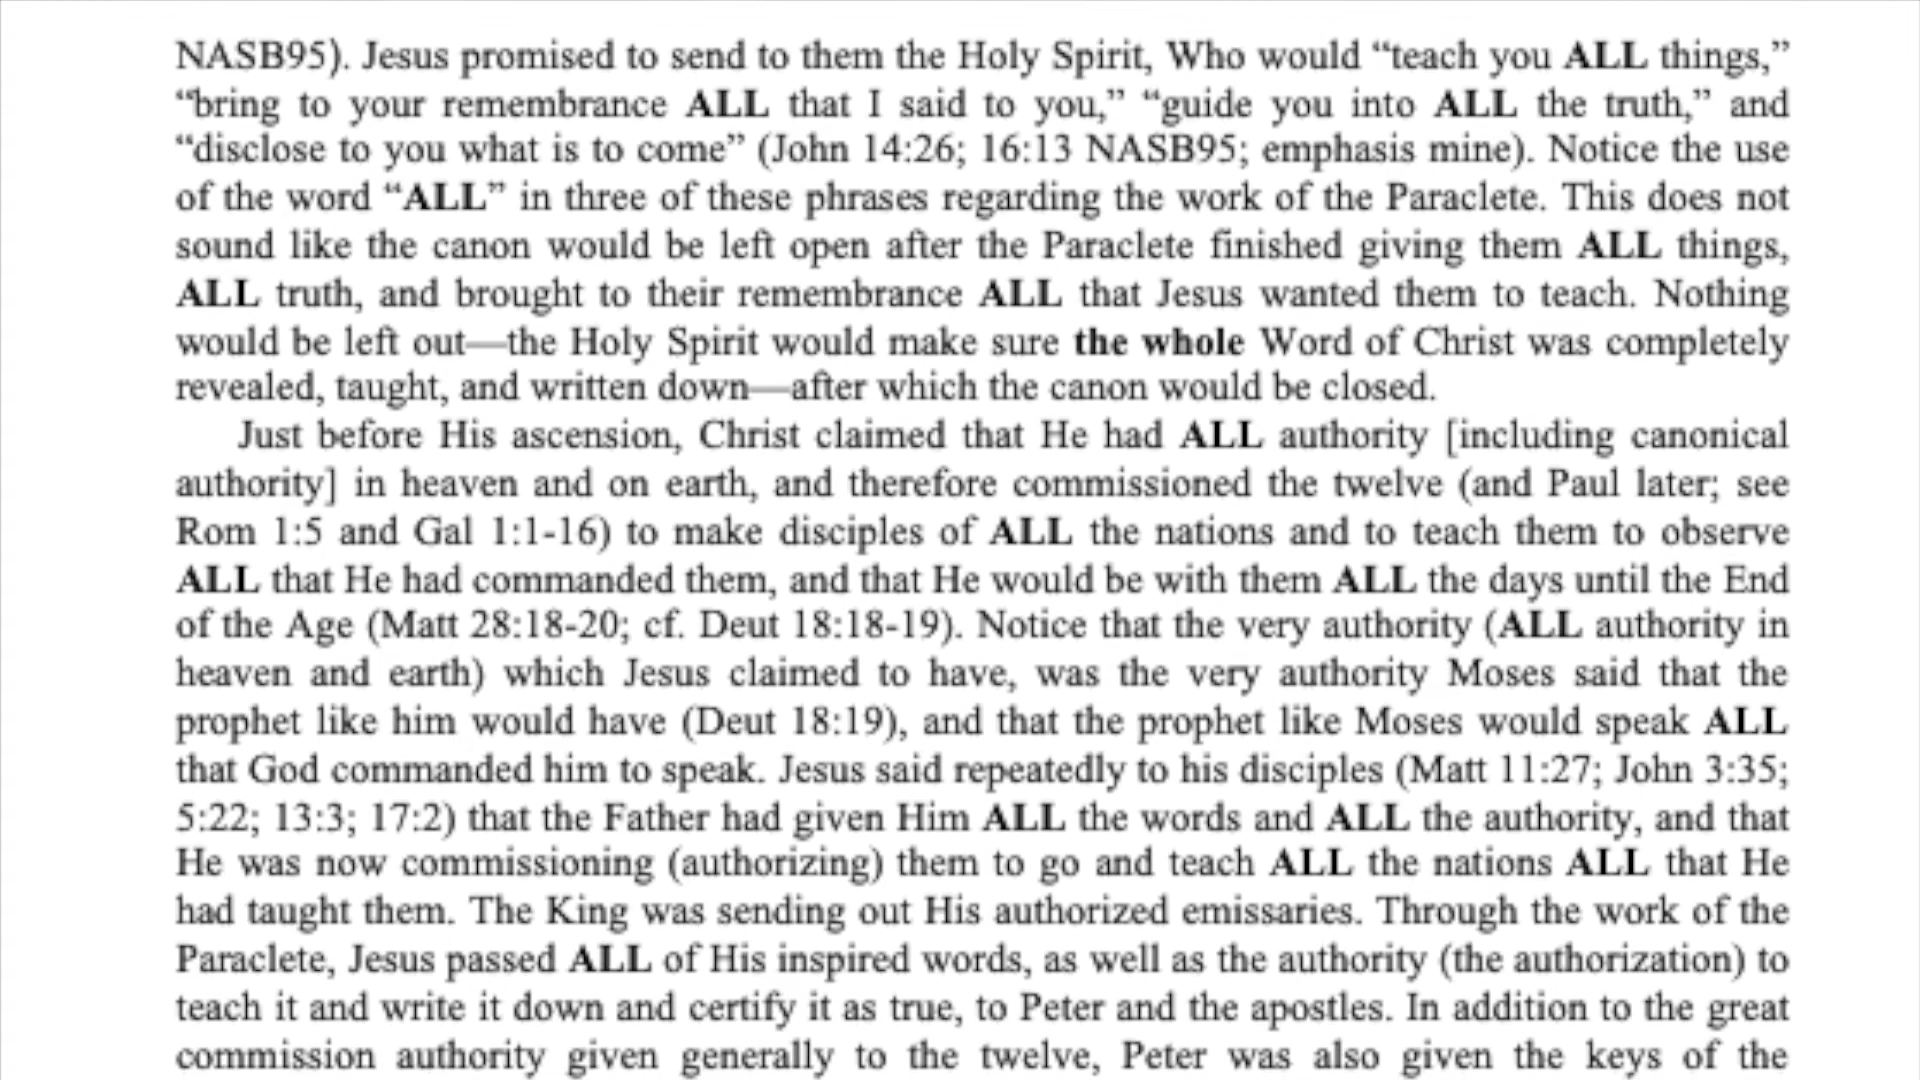 NASB95). Jesus promised to send to them the Holy Spirit, Who would “teach you ALL things,”
“bring to your remembrance ALL that I said to you,” “guide you into ALL the truth,” and
“disclose to you what is to come” (John 14:26; 16:13 NASB95; emphasis mine). Notice the use
of the word “ALL” in three of these phrases regarding the work of the Paraclete. This does not
sound like the canon would be left open after the Paraclete finished giving them ALL things,
ALL truth, and brought to their remembrance ALL that Jesus wanted them to teach. Nothing
would be left out—the Holy Spirit would make sure the whole Word of Christ was completely
revealed, taught, and written down—after which the canon would be closed.
Just before His ascension, Christ claimed that He had ALL authority [including canonical
authority] in heaven and on earth, and therefore commissioned the twelve (and Paul later; see
Rom 1:5 and Gal 1:1-16) to make disciples of ALL the nations and to teach them to observe
ALL that He had commanded them, and that He would be with them ALL the days until the End
of the Age (Matt 28:18-20; cf. Deut 18:18-19). Notice that the very authority (ALL authority in
heaven and earth) which Jesus claimed to have, was the very authority Moses said that the
prophet like him would have (Deut 18:19), and that the prophet like Moses would speak ALL
that God commanded him to speak. Jesus said repeatedly to his disciples (Matt 11:27; John 3:35;
5:22; 13:3; 17:2) that the Father had given Him ALL the words and ALL the authority, and that
He was now commissioning (authorizing) them to go and teach ALL the nations ALL that He
had taught them. The King was sending out His authorized emissaries. Through the work of the
Paraclete, Jesus passed ALL of His inspired words, as well as the authority (the authorization) to
teach it and write it down and certify it as true, to Peter and the apostles. In addition to the great
commission authority given generally to the twelve, Peter was also given the keys of the